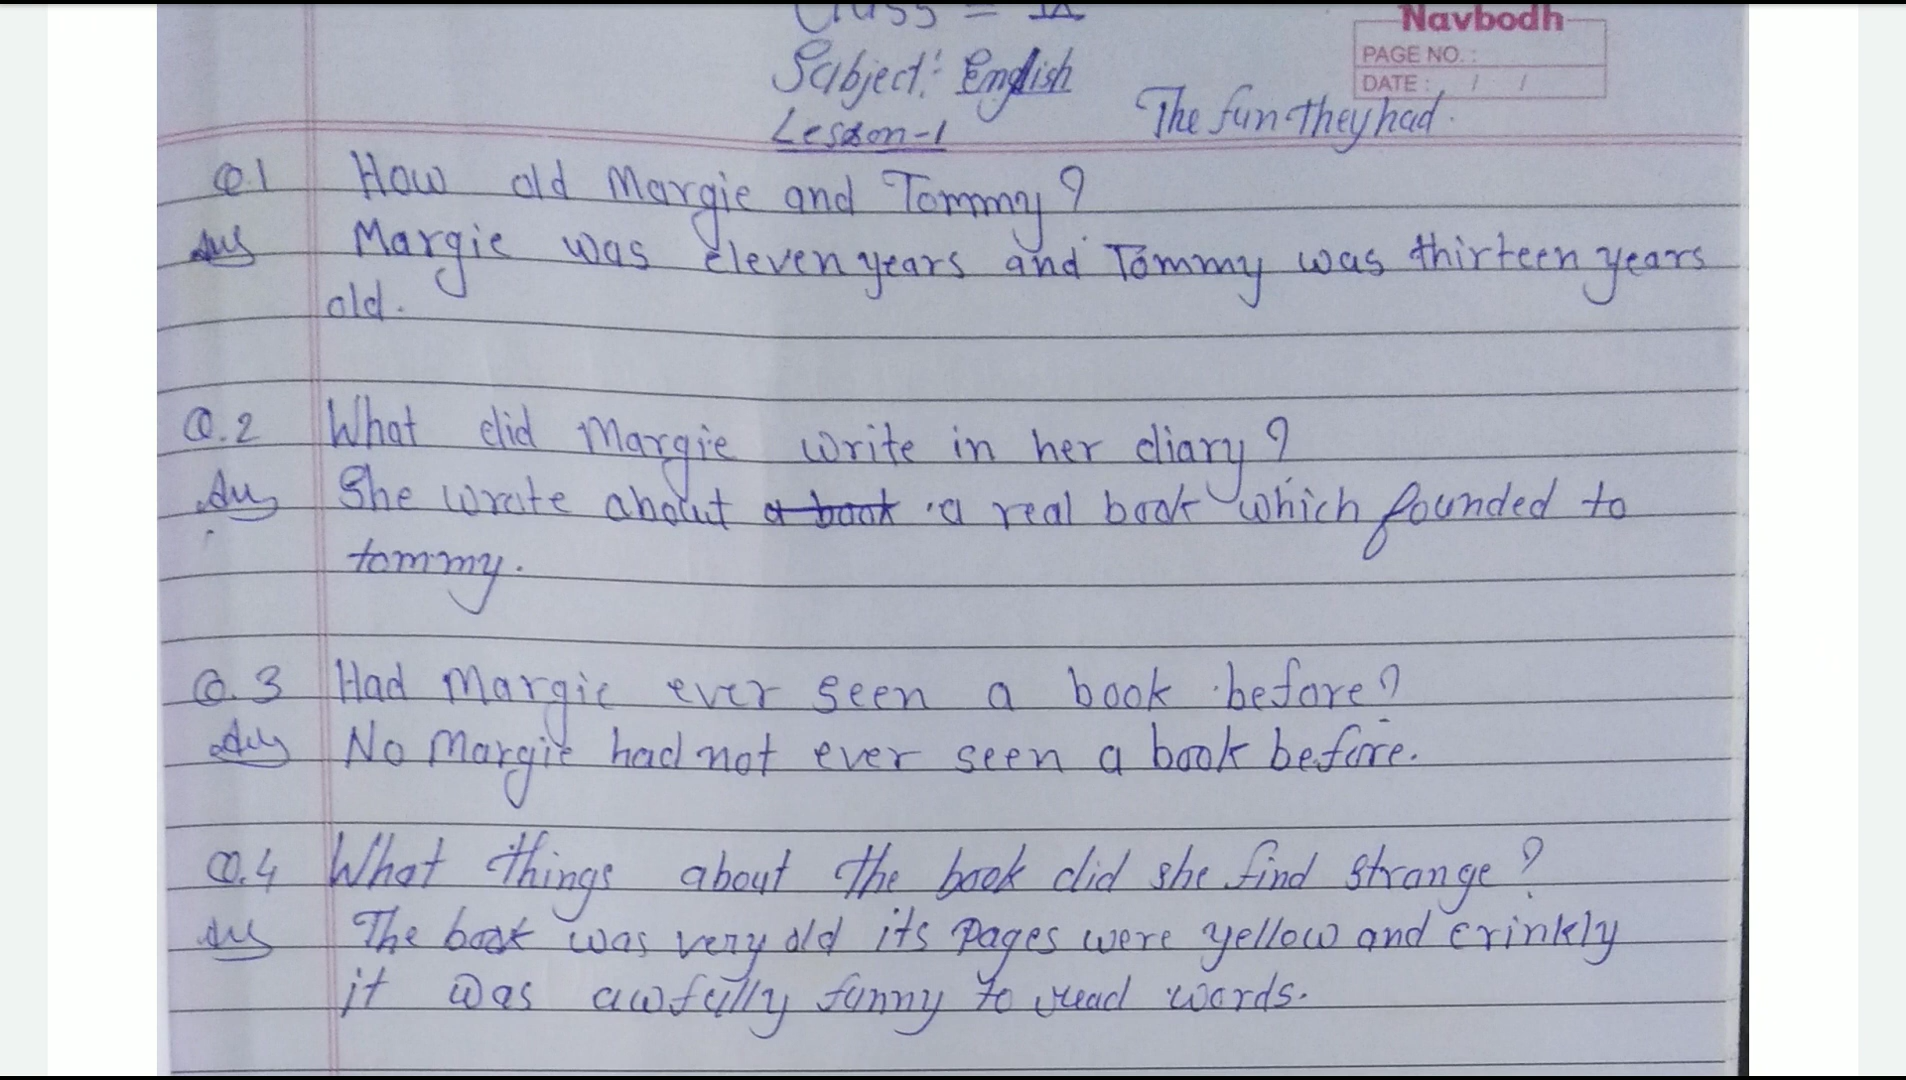 Class = IX
Navbodh
PAGE NO. :
DATE : / /
Subject: English
Lesson-1
The fun they had.
Q.1 How old Margie and Tommy?
Ans Margie was eleven years and Tommy was thirteen years
old.
Q.2 What did Margie write in her diary?
Ans She wrote about a book a real book which founded to
tommy.
Q.3 Had Margie ever seen a book before?
Ans No Margie had not ever seen a book before.
Q.4 What things about the book did she find strange?
Ans The book was very old its pages were yellow and crinkly
it was awfully funny to read words.